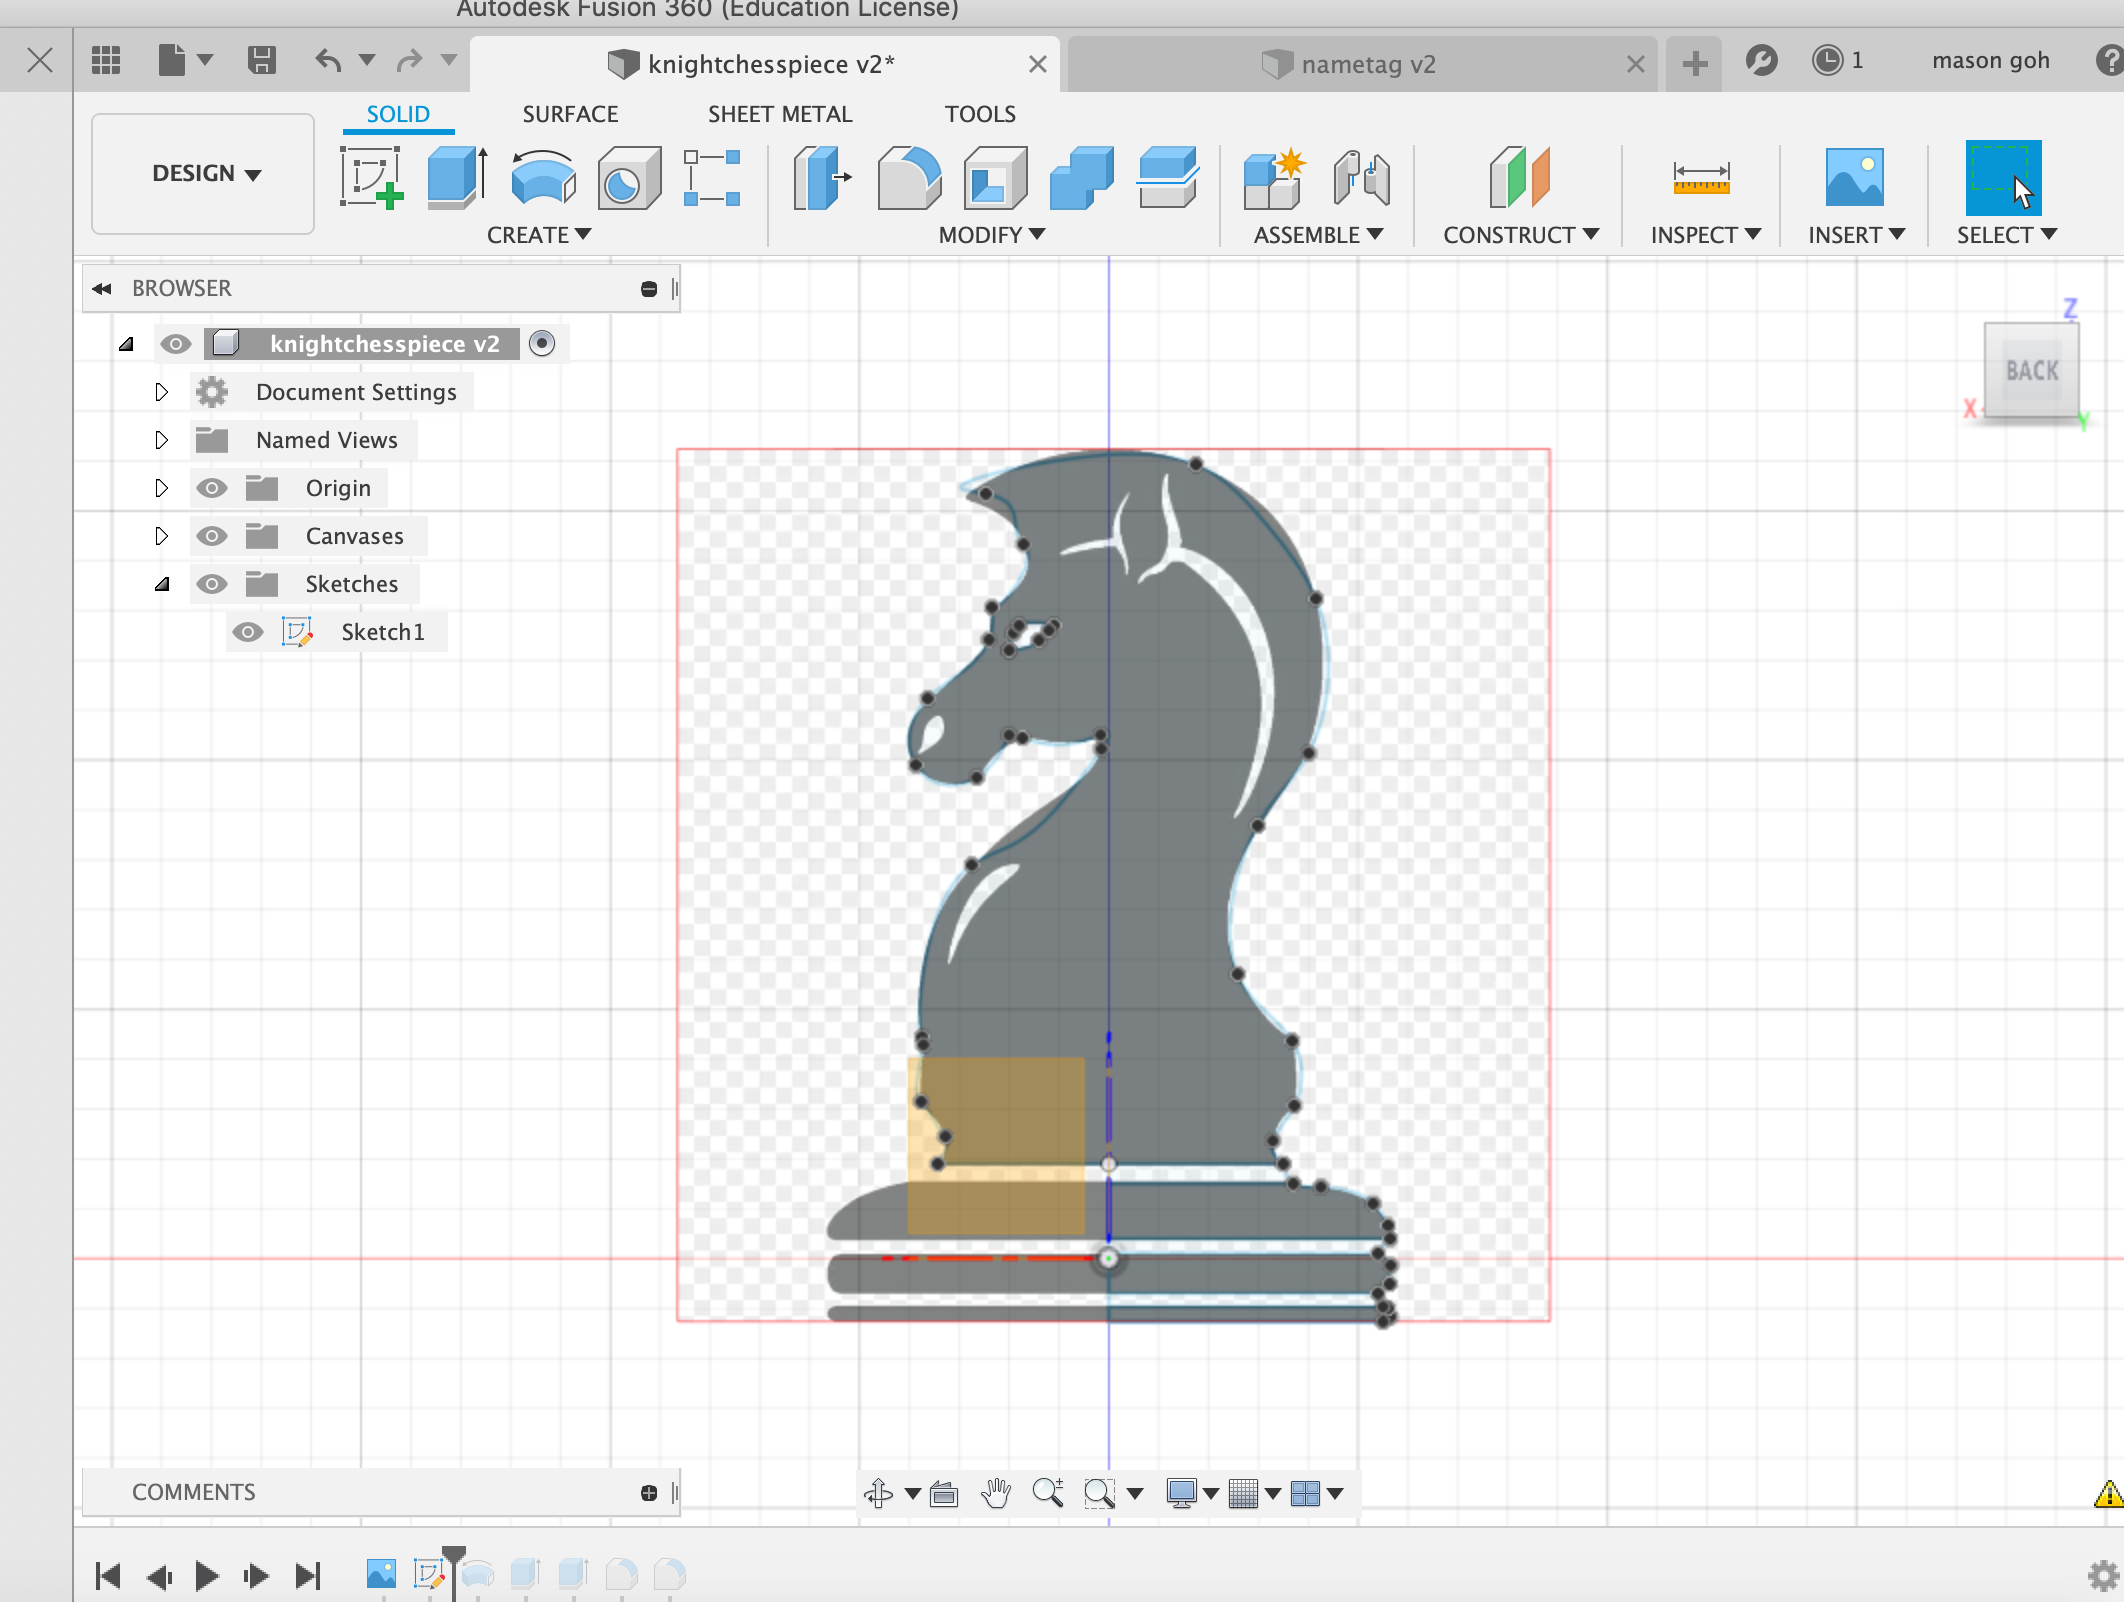 Autodesk Fusion 360 (Education License)
knightchesspiece v2*
nametag v2
1
mason goh
DESIGN
SOLID
SURFACE
SHEET METAL
TOOLS
CREATE
MODIFY
ASSEMBLE
CONSTRUCT
INSPECT
INSERT
SELECT
BROWSER
knightchesspiece v2
Document Settings
Named Views
Origin
Canvases
Sketches
Sketch1
Z
BACK
X
Y
COMMENTS